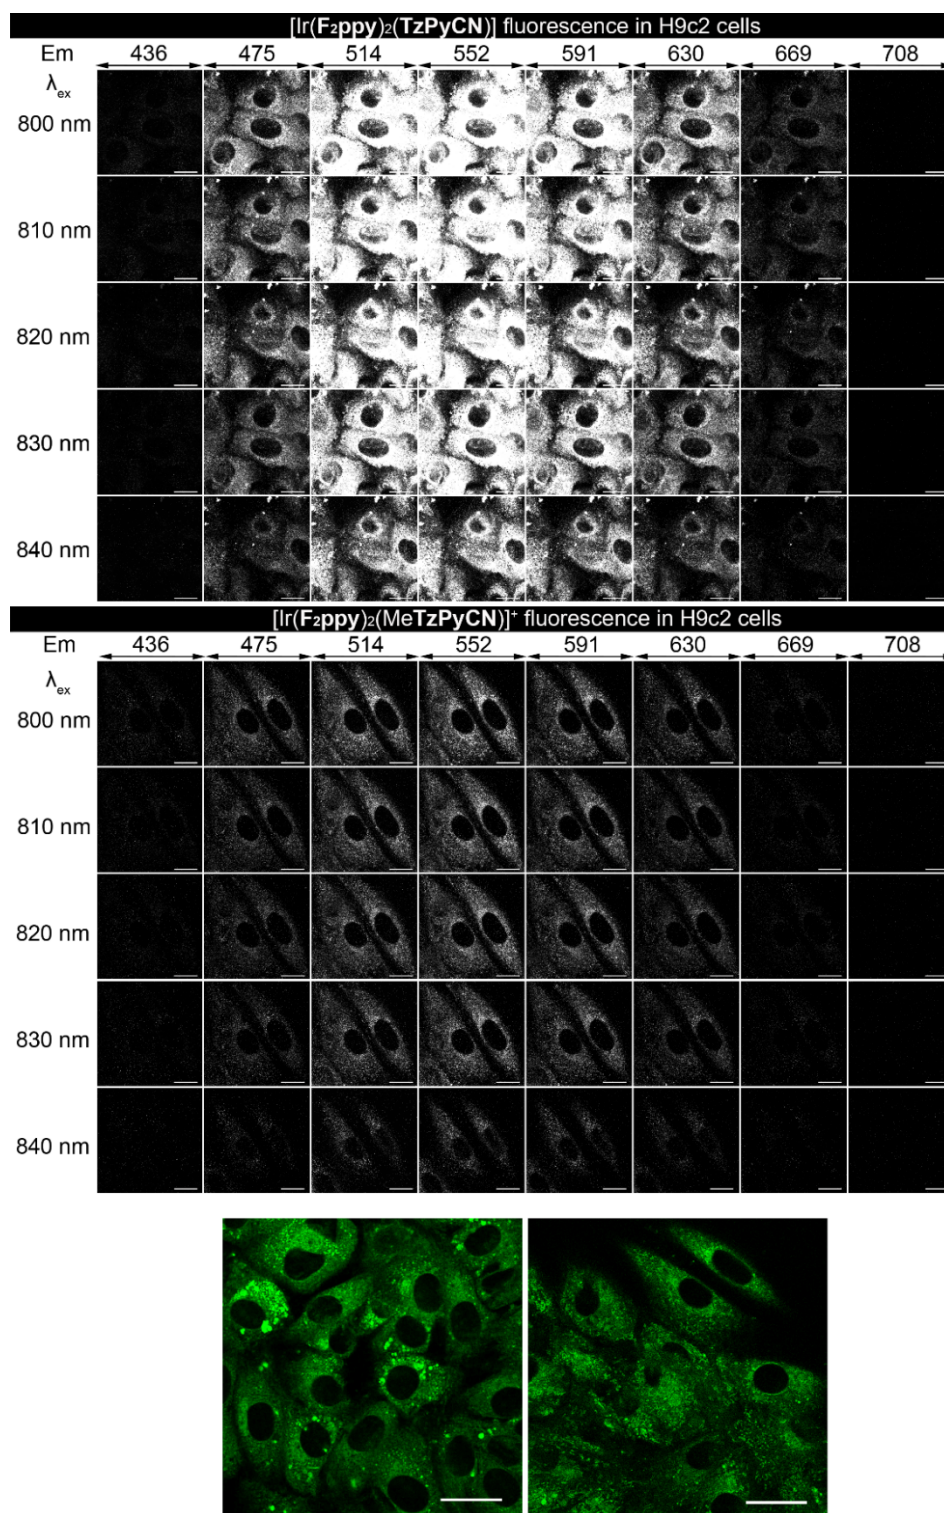 [Ir(F₂ppy)₂(TzPyCN)] fluorescence in H9c2 cells
Em 436 475 514 552 591 630 669 708
λex
800 nm
810 nm
820 nm
830 nm
840 nm
[Ir(F₂ppy)₂(MeTzPyCN)]⁺ fluorescence in H9c2 cells
Em 436 475 514 552 591 630 669 708
λex
800 nm
810 nm
820 nm
830 nm
840 nm